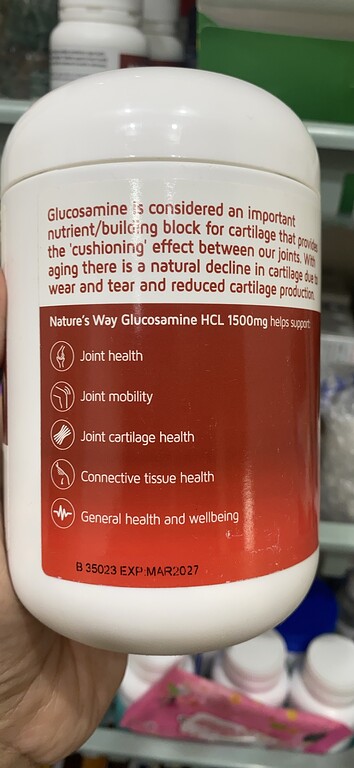 Glucosamine is considered an important
nutrient/building block for cartilage that provides
the 'cushioning' effect between our joints. With
aging there is a natural decline in cartilage due to
wear and tear and reduced cartilage production.
Nature's Way Glucosamine HCL 1500mg helps support:
Joint health
Joint mobility
Joint cartilage health
Connective tissue health
General health and wellbeing
B 35023 EXP:MAR2027